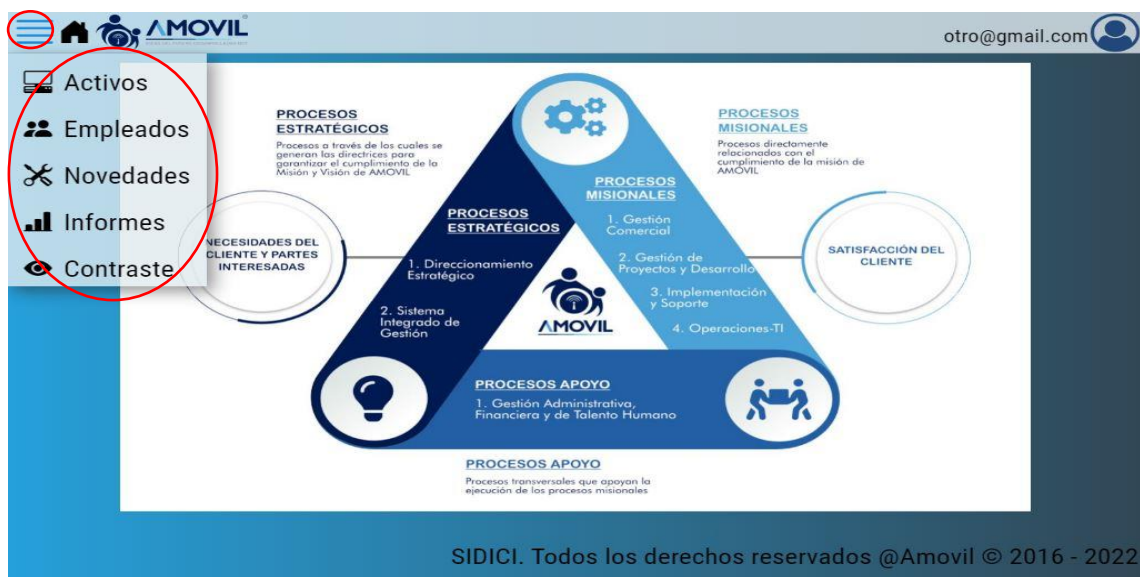 AMOVIL
otro@gmail.com
Activos
Empleados
Novedades
Informes
Contraste
PROCESOS
ESTRATÉGICOS
Procesos a través de los cuales se
generan las directrices para
garantizar el cumplimiento de la
Misión y Visión de AMOVIL
PROCESOS
MISIONALES
Procesos directamente
relacionados con el
cumplimiento de la misión de
AMOVIL
NECESIDADES DEL
CLIENTE Y PARTES
INTERESADAS
PROCESOS
ESTRATÉGICOS
1. Direccionamiento
Estratégico
2. Sistema
Integrado de
Gestión
PROCESOS
MISIONALES
1. Gestión
Comercial
2. Gestión de
Proyectos y Desarrollo
3. Implementación
y Soporte
4. Operaciones-TI
AMOVIL
SATISFACCIÓN DEL
CLIENTE
PROCESOS APOYO
1. Gestión Administrativa,
Financiera y de Talento Humano
PROCESOS APOYO
Procesos transversales que apoyan la
ejecución de los procesos misionales
SIDICI. Todos los derechos reservados @Amovil © 2016 - 2022